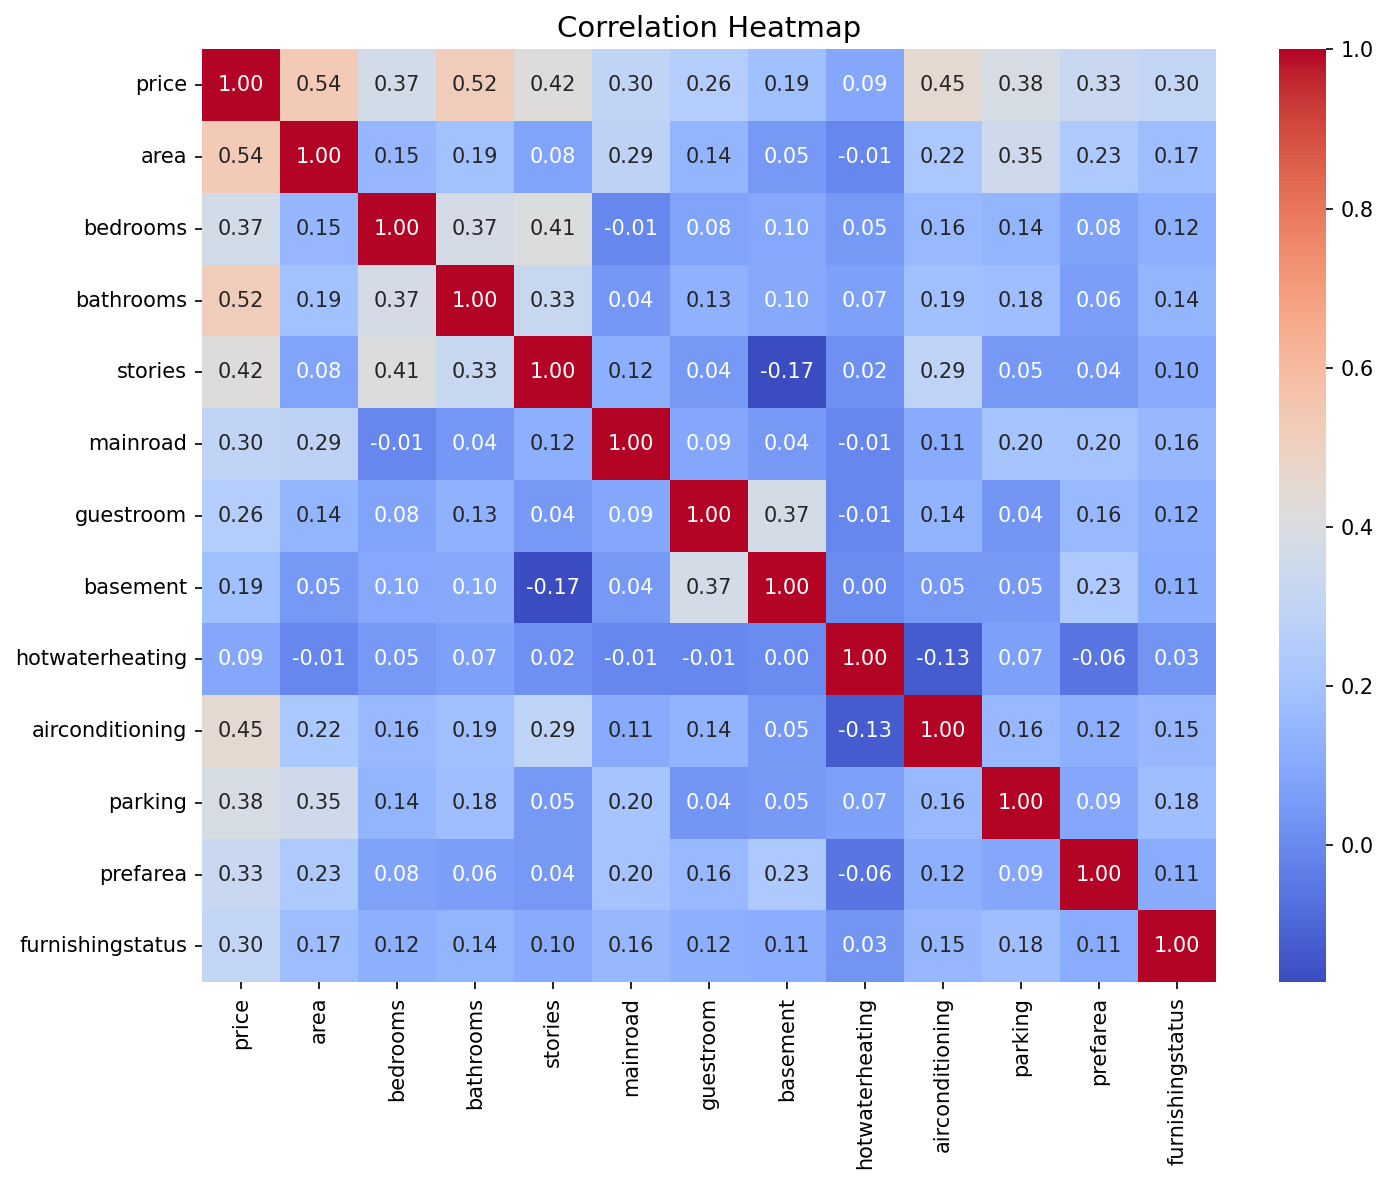 Correlation Heatmap
price 1.00 0.54 0.37 0.52 0.42 0.30 0.26 0.19 0.09 0.45 0.38 0.33 0.30
area 0.54 1.00 0.15 0.19 0.08 0.29 0.14 0.05 -0.01 0.22 0.35 0.23 0.17
bedrooms 0.37 0.15 1.00 0.37 0.41 -0.01 0.08 0.10 0.05 0.16 0.14 0.08 0.12
bathrooms 0.52 0.19 0.37 1.00 0.33 0.04 0.13 0.10 0.07 0.19 0.18 0.06 0.14
stories 0.42 0.08 0.41 0.33 1.00 0.12 0.04 -0.17 0.02 0.29 0.05 0.04 0.10
mainroad 0.30 0.29 -0.01 0.04 0.12 1.00 0.09 0.04 -0.01 0.11 0.20 0.20 0.16
guestroom 0.26 0.14 0.08 0.13 0.04 0.09 1.00 0.37 -0.01 0.14 0.04 0.16 0.12
basement 0.19 0.05 0.10 0.10 -0.17 0.04 0.37 1.00 0.00 0.05 0.05 0.23 0.11
hotwaterheating 0.09 -0.01 0.05 0.07 0.02 -0.01 -0.01 0.00 1.00 -0.13 0.07 -0.06 0.03
airconditioning 0.45 0.22 0.16 0.19 0.29 0.11 0.14 0.05 -0.13 1.00 0.16 0.12 0.15
parking 0.38 0.35 0.14 0.18 0.05 0.20 0.04 0.05 0.07 0.16 1.00 0.09 0.18
prefarea 0.33 0.23 0.08 0.06 0.04 0.20 0.16 0.23 -0.06 0.12 0.09 1.00 0.11
furnishingstatus 0.30 0.17 0.12 0.14 0.10 0.16 0.12 0.11 0.03 0.15 0.18 0.11 1.00
price
area
bedrooms
bathrooms
stories
mainroad
guestroom
basement
hotwaterheating
airconditioning
parking
prefarea
furnishingstatus
1.0
0.8
0.6
0.4
0.2
0.0